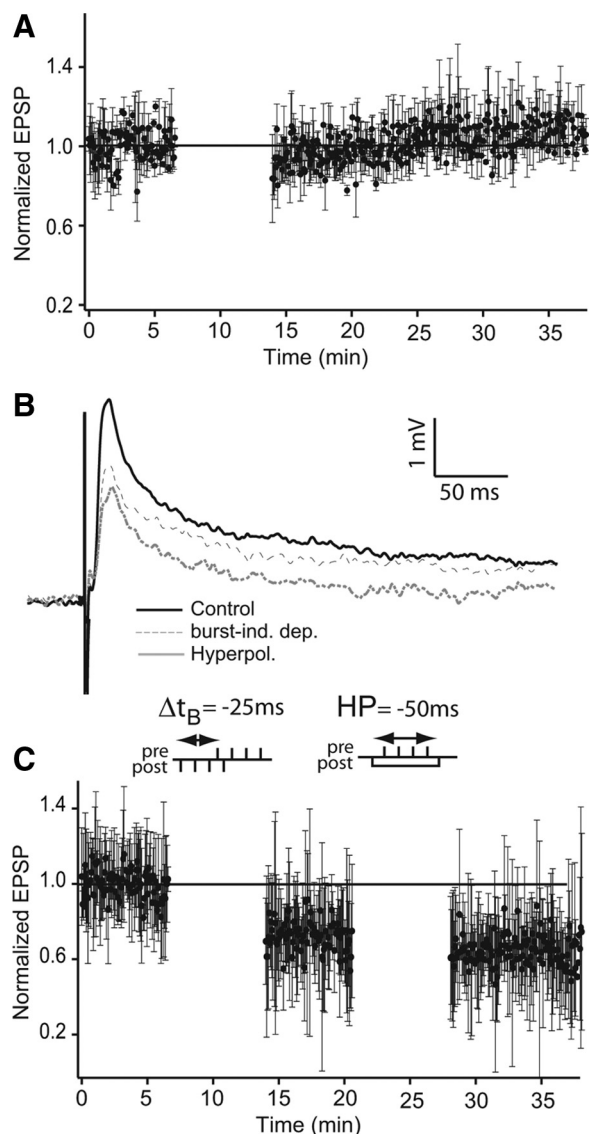 A
Normalized EPSP
1.4
1.0
0.6
0.2
0 5 10 15 20 25 30 35
Time (min)
B
1 mV
50 ms
Control
burst-ind. dep.
Hyperpol.
Δt_B = -25ms
HP= -50ms
pre
post
pre
post
C
Normalized EPSP
1.4
1.0
0.6
0.2
0 5 10 15 20 25 30 35
Time (min)